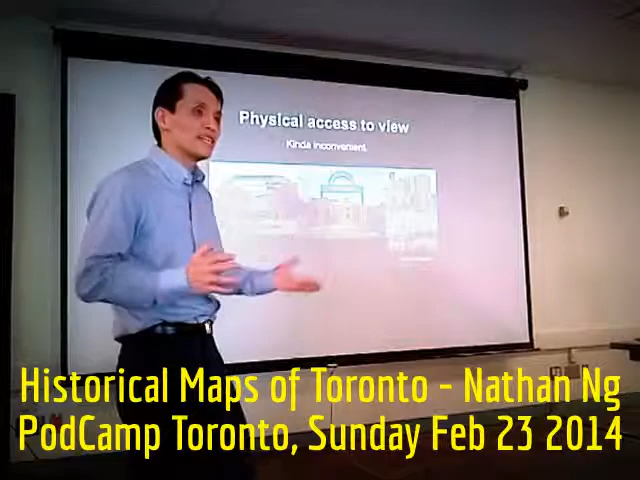 Physical access to view
Kinda inconvenient.
Historical Maps of Toronto - Nathan Ng
PodCamp Toronto, Sunday Feb 23 2014